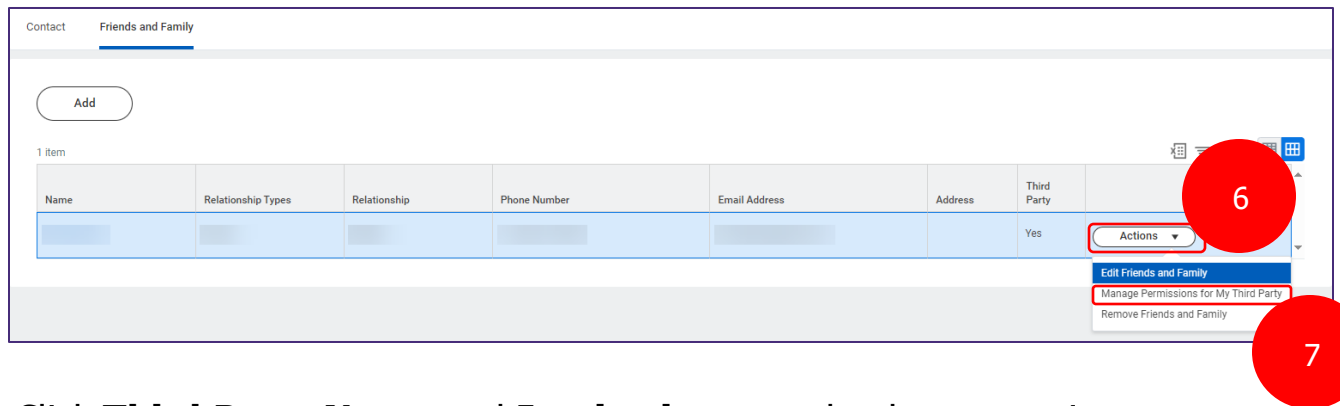 Contact Friends and Family
Add
1 item
6
Name Relationship Types Relationship Phone Number Email Address Address Third Party
Yes Actions
Edit Friends and Family
Manage Permissions for My Third Party
Remove Friends and Family
7